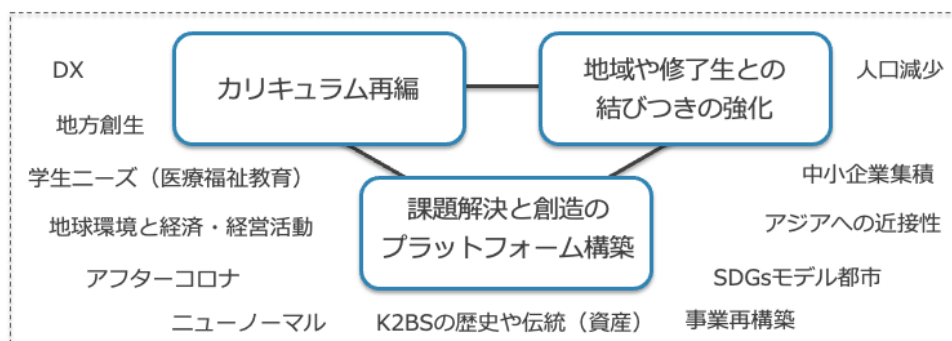 DX
カリキュラム再編
地域や修了生との
結びつきの強化
人口減少
地方創生
学生ニーズ（医療福祉教育）
中小企業集積
課題解決と創造の
プラットフォーム構築
地球環境と経済・経営活動
アジアへの近接性
アフターコロナ
SDGsモデル都市
ニューノーマル
K2BSの歴史や伝統（資産）
事業再構築